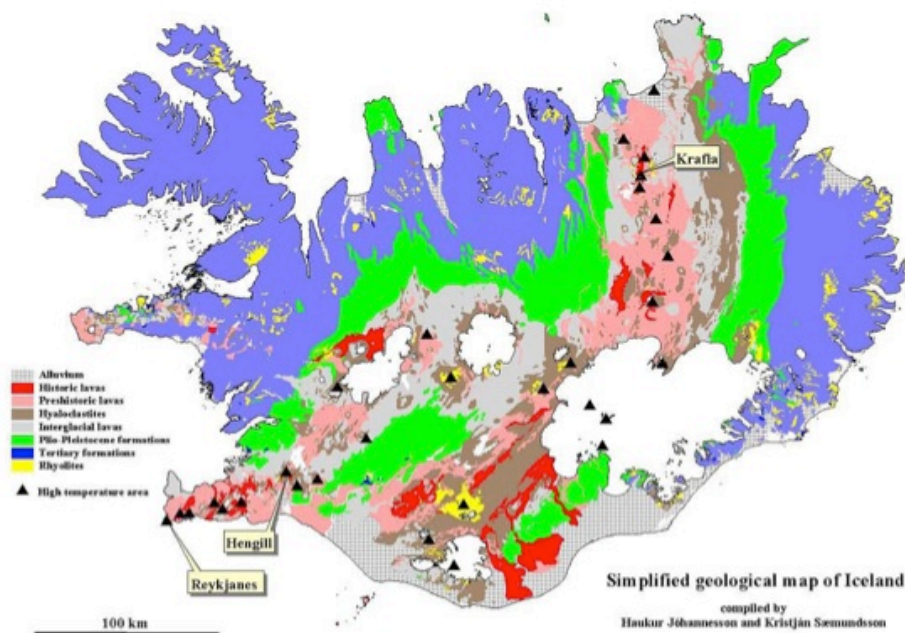 Krafla
Alluvium
Historic lavas
Preshistoric lavas
Hyaloclastites
Interglacial lavas
Plio-Pleistocene formations
Tertiary formations
Rhyolites
High temperature area
Hengill
Reykjanes
Simplified geological map of Iceland
compiled by
Haukur Jóhannesson and Kristján Sæmundsson
100 km